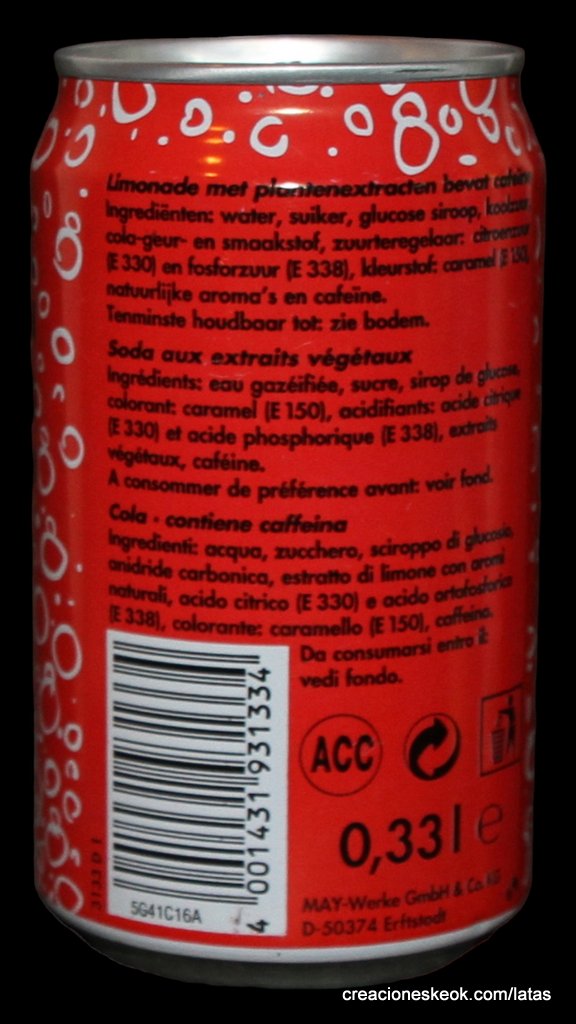 Limonade met plantenextracten bevat cafeïne
Ingrediënten: water, suiker, glucose siroop, koolzuur,
cola-geur- en smaakstof, zuurteregelaar: citroenzuur
(E 330) en fosforzuur (E 338), kleurstof: caramel (E 150),
natuurlijke aroma's en cafeïne.
Tenminste houdbaar tot: zie bodem.
Soda aux extraits végétaux
Ingrédients: eau gazéifiée, sucre, sirop de glucose,
colorant: caramel (E 150), acidifiants: acide citrique
(E 330) et acide phosphorique (E 338), extraits
végétaux, caféine.
A consommer de préférence avant: voir fond.
Cola - contiene caffeina
Ingredienti: acqua, zucchero, sciroppo di glucosio,
anidride carbonica, estratto di limone con aromi
naturali, acido citrico (E 330) e acido ortofosforico
(E 338), colorante: caramello (E 150), caffeina.
Da consumarsi entro il:
vedi fondo.
ACC
0,33 l e
MAY-Werke GmbH & Co. KG
D-50374 Erftstadt
4 001431 931334
5G41C16A
3133 D E
creacioneskeok.com/latas